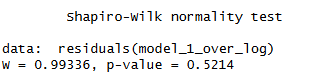 Shapiro-Wilk normality test
data:  residuals(model_1_over_log)
W = 0.99336, p-value = 0.5214